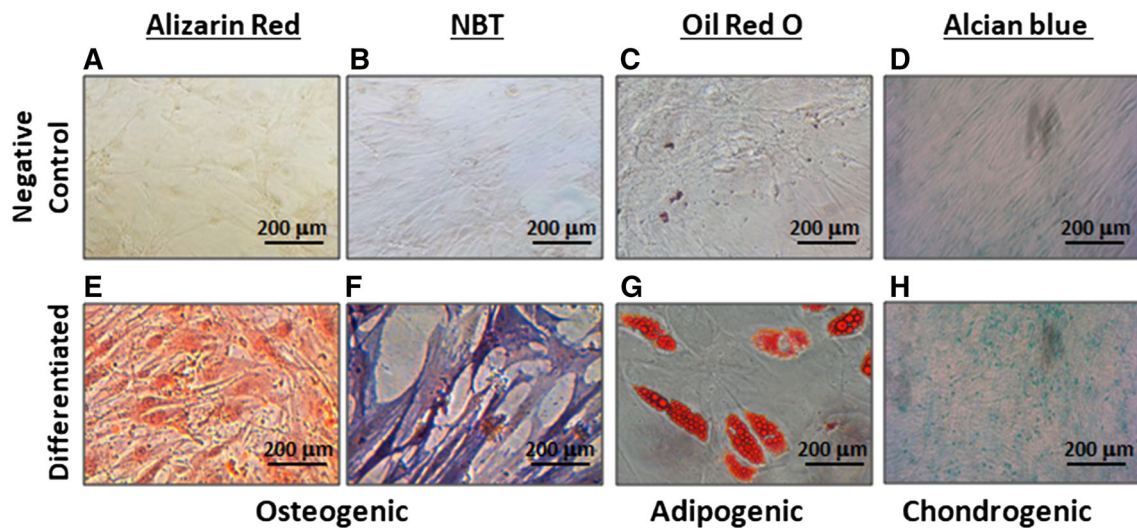 Alizarin Red NBT Oil Red O Alcian blue
A B C D
Negative
Control
200 µm 200 µm 200 µm 200 µm
E F G H
Differentiated
200 µm 200 µm 200 µm 200 µm
Osteogenic Adipogenic Chondrogenic